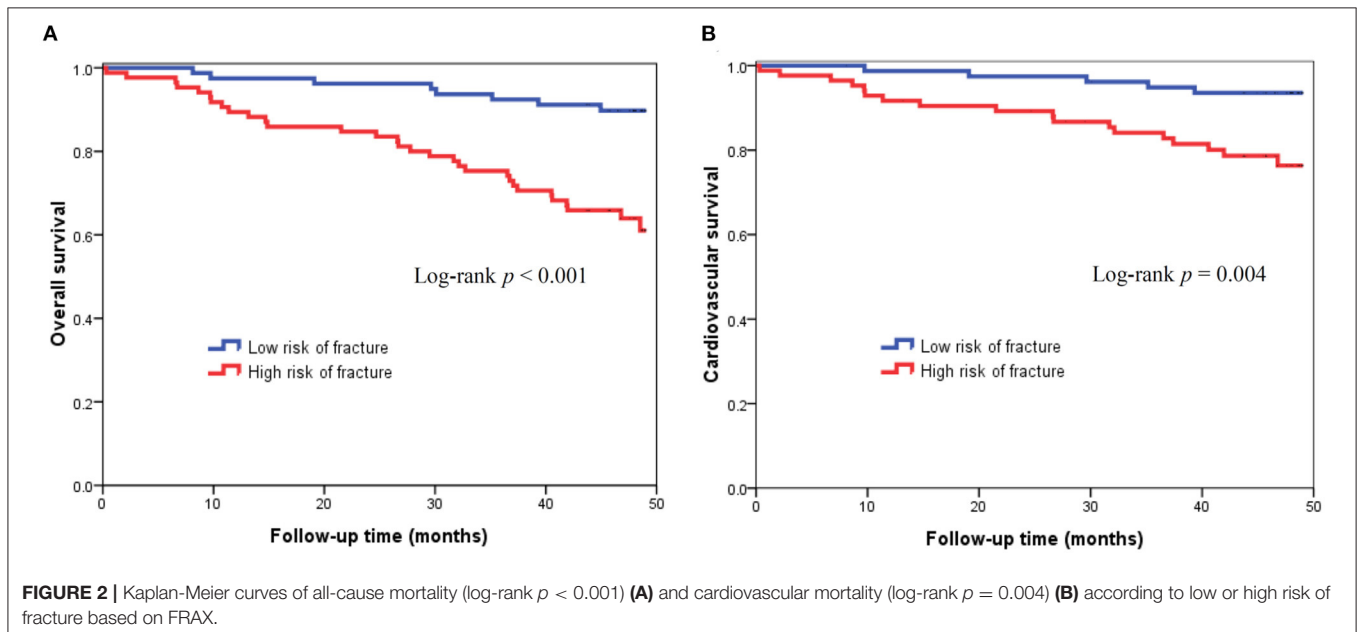 A
1.0
0.8
0.6
0.4
0.2
0.0
Overall survival
Log-rank p < 0.001
Low risk of fracture
High risk of fracture
0 10 20 30 40 50
Follow-up time (months)
B
1.0
0.8
0.6
0.4
0.2
0.0
Cardiovascular survival
Log-rank p = 0.004
Low risk of fracture
High risk of fracture
0 10 20 30 40 50
Follow-up time (months)
FIGURE 2 | Kaplan-Meier curves of all-cause mortality (log-rank p < 0.001) (A) and cardiovascular mortality (log-rank p = 0.004) (B) according to low or high risk of
fracture based on FRAX.